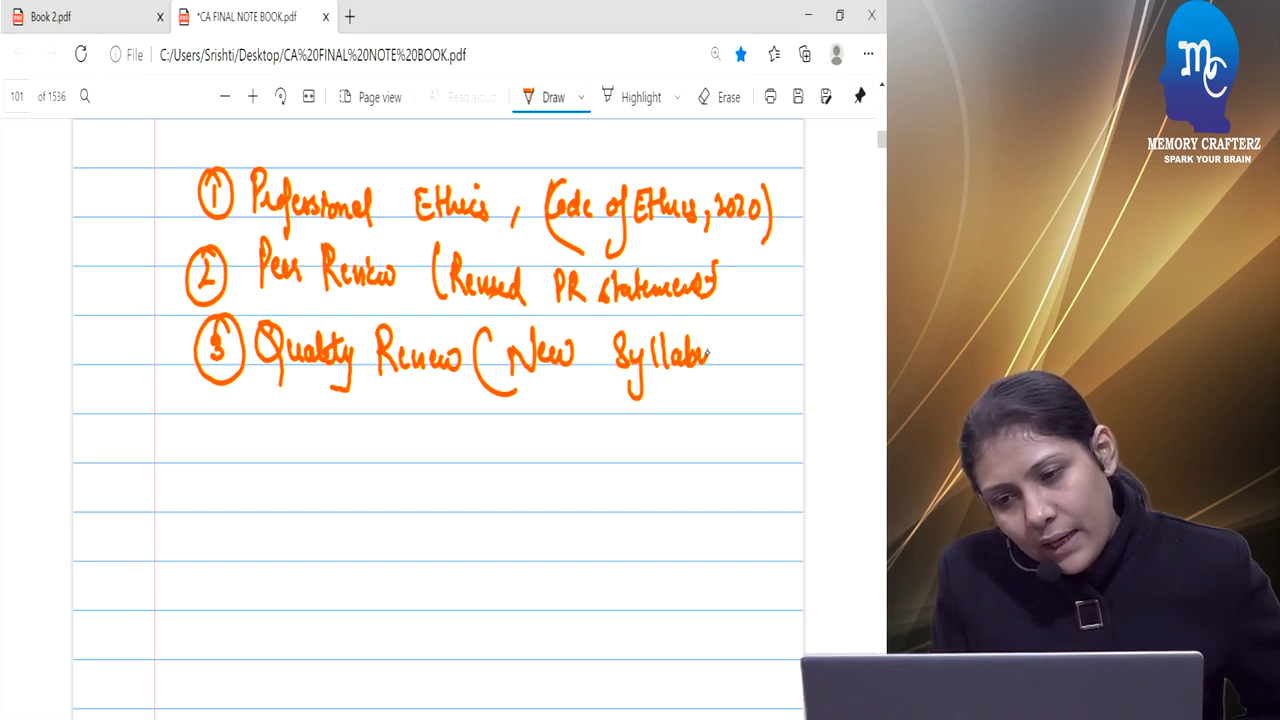 Book 2.pdf
*CA FINAL NOTE BOOK.pdf
File C:/Users/Srishti/Desktop/CA%20FINAL%20NOTE%20BOOK.pdf
101 of 1536 Page view Read aloud Draw Highlight Erase
① Professional Ethics, (Code of Ethics, 2020)
② Peer Review (Revised PR Statement
③ Quality Review (New Syllabu
MC
MEMORY CRAFTERZ
SPARK YOUR BRAIN